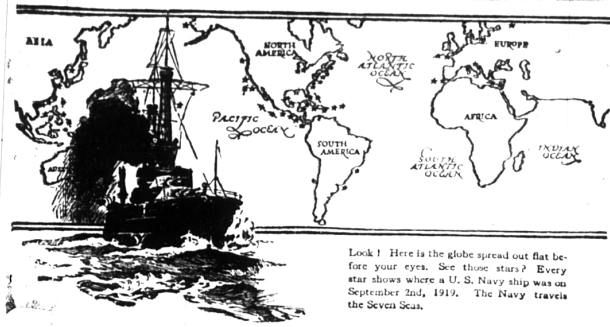 ASIA
NORTH
AMERICA
NORTH
ATLANTIC
OCEAN
EUROPE
PACIFIC
OCEAN
AFRICA
SOUTH
AMERICA
SOUTH
ATLANTIC
OCEAN
INDIAN
OCEAN
Look! Here is the globe spread out flat be-
fore your eyes. See those stars? Every
star shows where a U. S. Navy ship was on
September 2nd, 1919. The Navy travels
the Seven Seas.